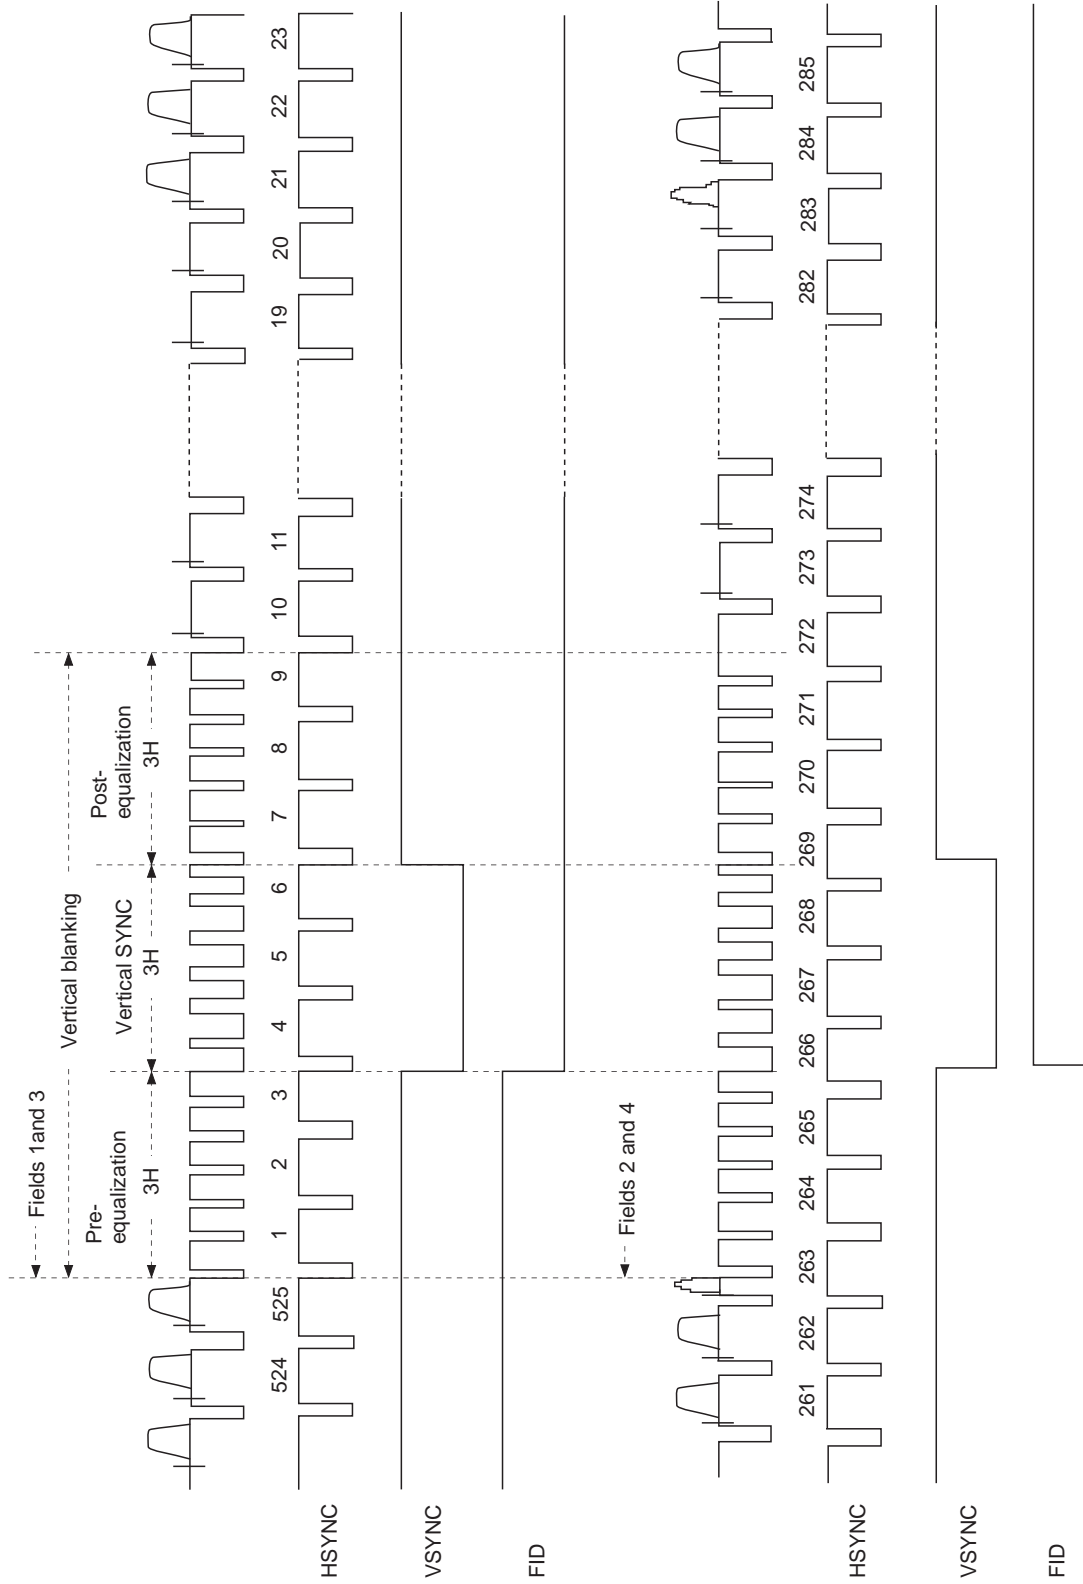 Fields 1and 3
Vertical blanking
Pre-
equalization
Vertical SYNC
Post-
equalization
3H
3H
3H
524 525 1 2 3 4 5 6 7 8 9 10 11 19 20 21 22 23
HSYNC
VSYNC
FID
Fields 2 and 4
261 262 263 264 265 266 267 268 269 270 271 272 273 274 282 283 284 285
HSYNC
VSYNC
FID